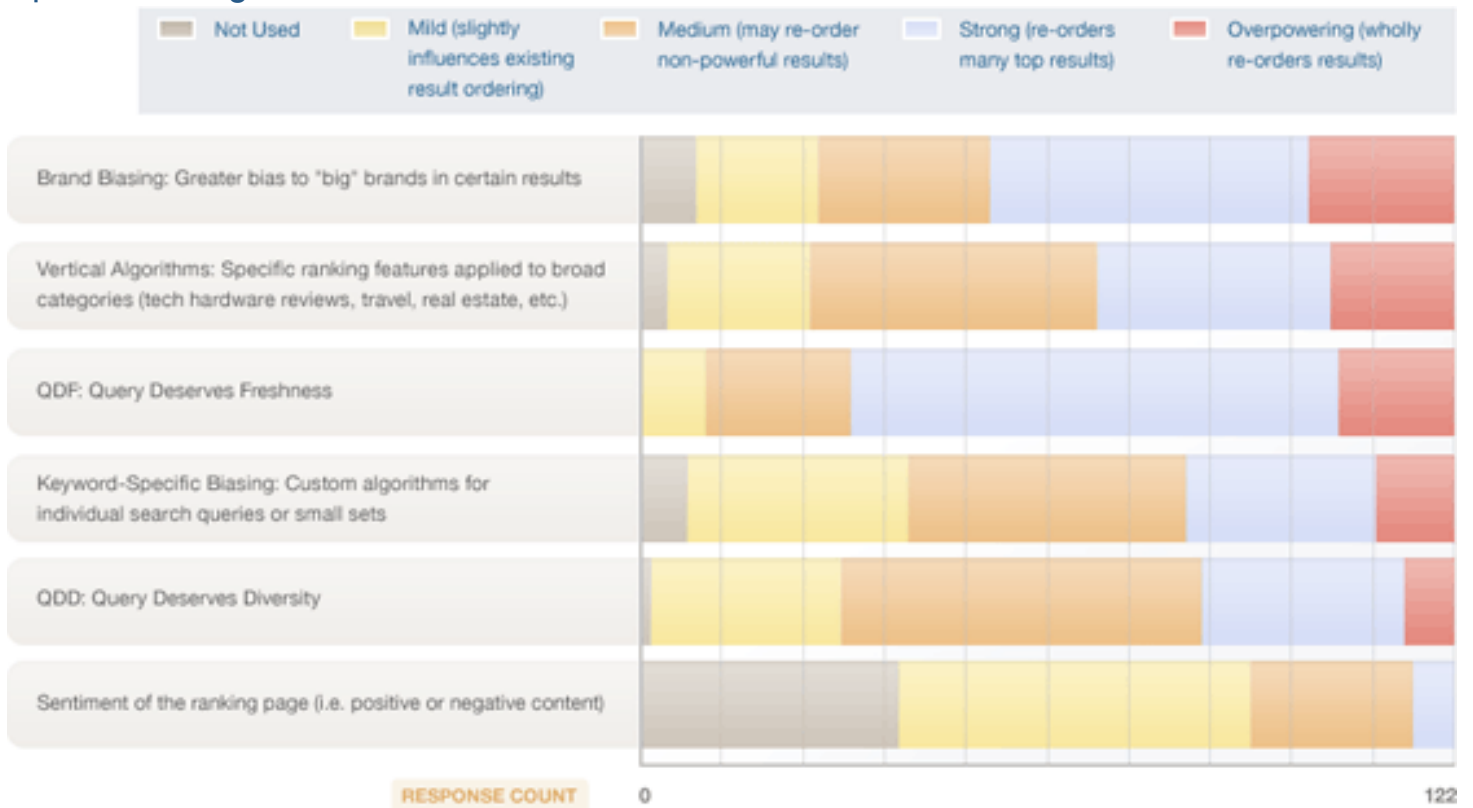 Not Used
Mild (slightly
influences existing
result ordering)
Medium (may re-order
non-powerful results)
Strong (re-orders
many top results)
Overpowering (wholly
re-orders results)
Brand Biasing: Greater bias to "big" brands in certain results
Vertical Algorithms: Specific ranking features applied to broad
categories (tech hardware reviews, travel, real estate, etc.)
QDF: Query Deserves Freshness
Keyword-Specific Biasing: Custom algorithms for
individual search queries or small sets
QDD: Query Deserves Diversity
Sentiment of the ranking page (i.e. positive or negative content)
RESPONSE COUNT 0 122